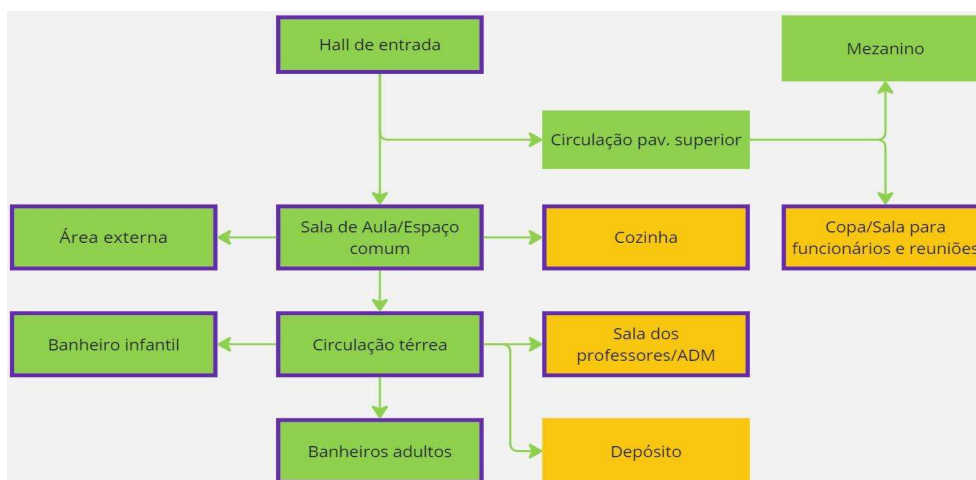 Hall de entrada
Mezanino
Circulação pav. superior
Área externa
Sala de Aula/Espaço
comum
Cozinha
Copa/Sala para
funcionários e reuniões
Banheiro infantil
Circulação térrea
Sala dos
professores/ADM
Banheiros adultos
Depósito